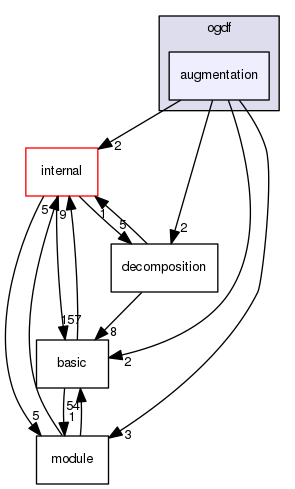 ogdf
augmentation
2
internal
5
9
1
5
2
decomposition
157
8
basic
2
54
1
5
3
module